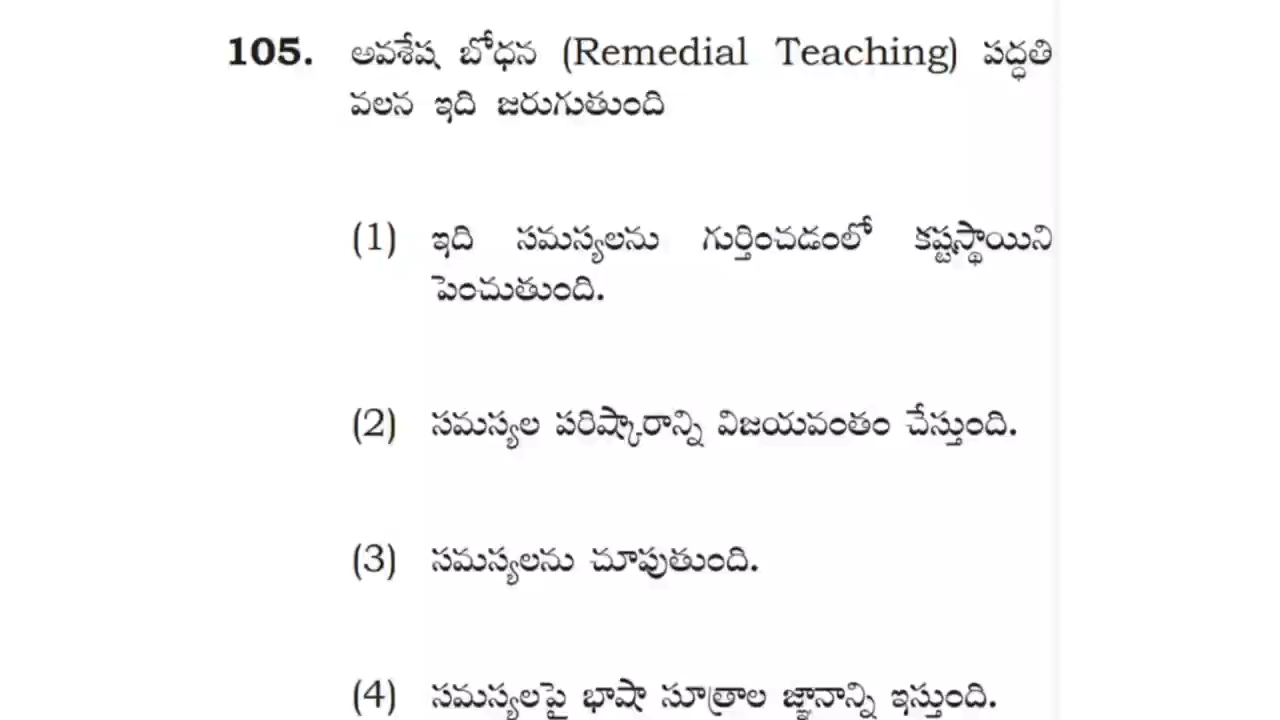 105. అవశేష బోధన (Remedial Teaching) పద్ధతి
వలన ఇది జరుగుతుంది
(1) ఇది సమస్యలను గుర్తించడంలో కష్టస్థాయిని
పెంచుతుంది.
(2) సమస్యల పరిష్కారాన్ని విజయవంతం చేస్తుంది.
(3) సమస్యలను చూపుతుంది.
(4) సమస్యలపై భాషా సూత్రాల జ్ఞానాన్ని ఇస్తుంది.